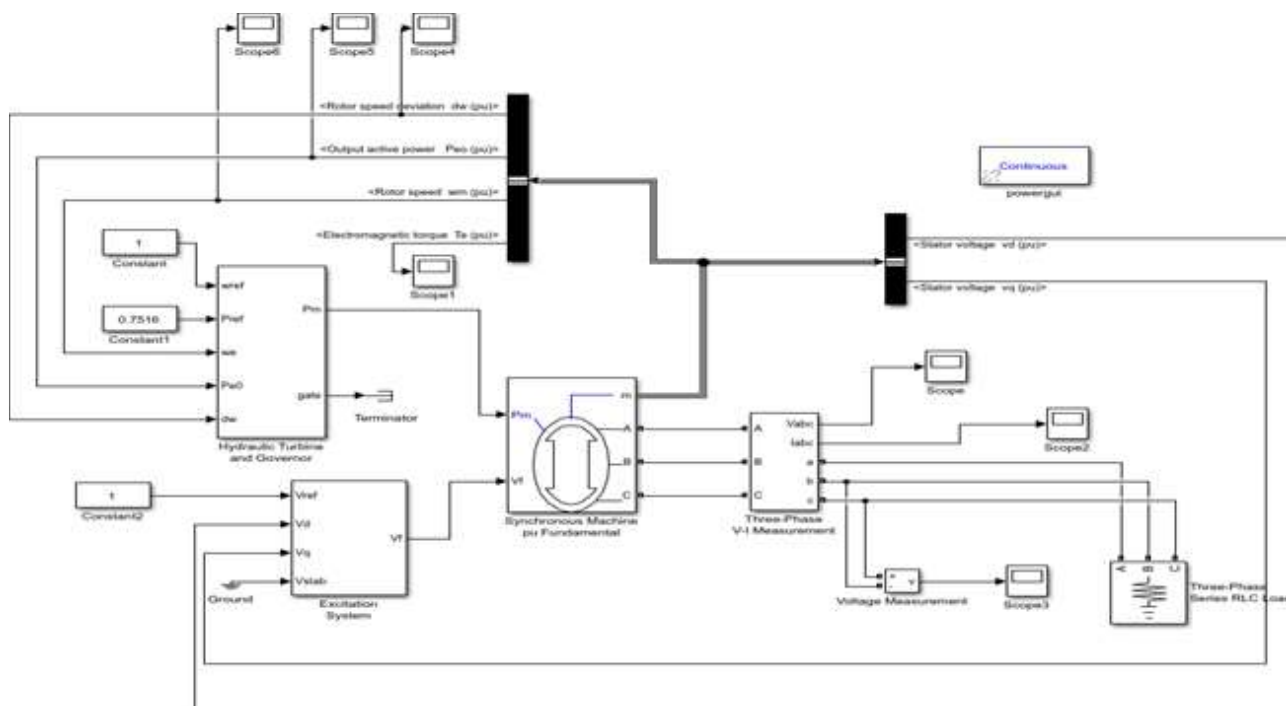 Scope6
Scope5
Scope4
<Rotor speed deviation dw (pu)>
<Output active power Peo (pu)>
<Rotor speed wm (pu)>
<Electromagnetic torque Te (pu)>
Scope1
Continuous
powergui
<Stator voltage vd (pu)>
<Stator voltage vq (pu)>
1
Constant
0.7516
Constant1
wref
Pref
we
Pe0
dw
Pm
gate
Hydraulic Turbine
and Governor
Terminator
1
Constant2
Vref
Vd
Vq
Vstab
Vf
Ground
Excitation
System
Pm
Vf
m
A
B
C
Synchronous Machine
pu Fundamental
A
B
C
Vabc
Iabc
a
b
c
Three-Phase
V-I Measurement
Scope
Scope2
+
-
v
Voltage Measurement
Scope3
A
B
C
Three-Phase
Series RLC Load